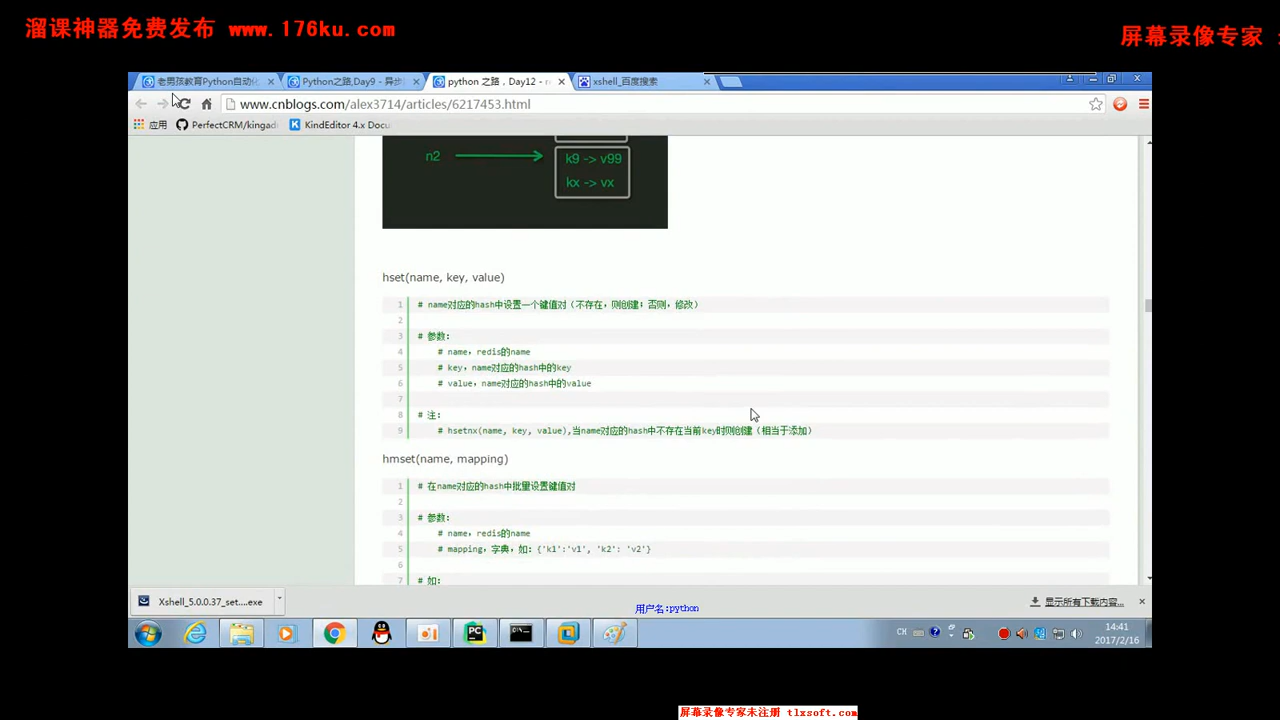 溜课神器免费发布 www.176ku.com
屏幕录像专家
老男孩教育Python自动化
Python之路,Day9 - 异步
python 之路，Day12 - r
xshell_百度搜索
www.cnblogs.com/alex3714/articles/6217453.html
应用
PerfectCRM/kingad
KindEditor 4.x Docu
n2
k9 -> v99
kx -> vx
hset(name, key, value)
1 # name对应的hash中设置一个键值对（不存在，则创建；否则，修改）
2
3 # 参数：
4 # name，redis的name
5 # key，name对应的hash中的key
6 # value，name对应的hash中的value
7
8 # 注：
9 # hsetnx(name, key, value),当name对应的hash中不存在当前key时则创建（相当于添加）
hmset(name, mapping)
1 # 在name对应的hash中批量设置键值对
2
3 # 参数：
4 # name，redis的name
5 # mapping，字典，如：{'k1':'v1', 'k2': 'v2'}
6
7 # 如：
Xshell_5.0.0.37_set....exe
用户名:python
显示所有下载内容...
CH
14:41
2017/2/16
屏幕录像专家未注册 tlxsoft.com